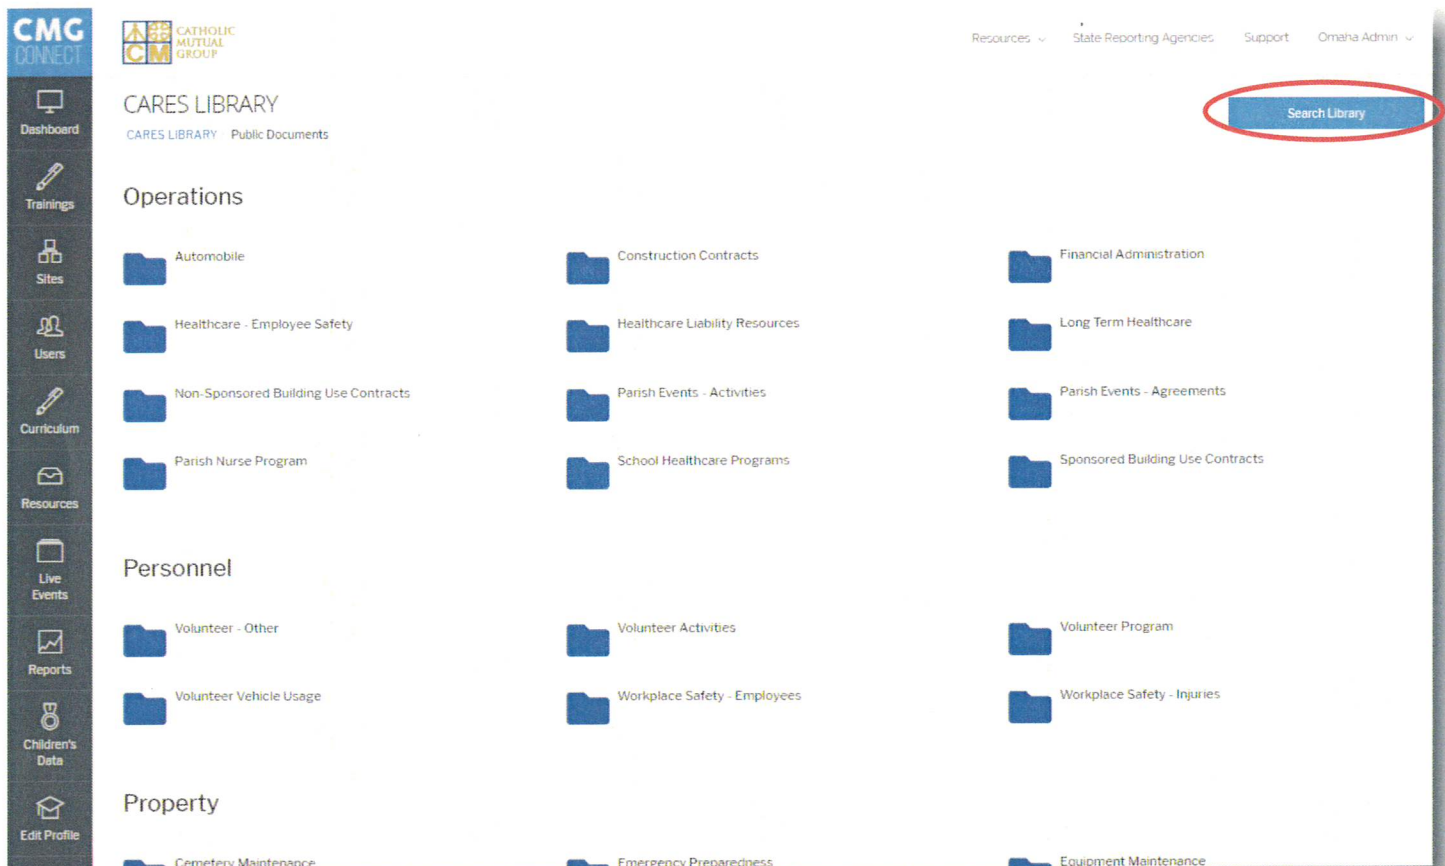 CMG
CONNECT
CATHOLIC
MUTUAL
GROUP
CM
Resources
State Reporting Agencies
Support
Omaha Admin
CARES LIBRARY
Search Library
CARES LIBRARY
Public Documents
Dashboard
Trainings
Sites
Users
Curriculum
Resources
Live
Events
Reports
Children's
Data
Edit Profile
Operations
Automobile
Construction Contracts
Financial Administration
Healthcare - Employee Safety
Healthcare Liability Resources
Long Term Healthcare
Non-Sponsored Building Use Contracts
Parish Events - Activities
Parish Events - Agreements
Parish Nurse Program
School Healthcare Programs
Sponsored Building Use Contracts
Personnel
Volunteer - Other
Volunteer Activities
Volunteer Program
Volunteer Vehicle Usage
Workplace Safety - Employees
Workplace Safety - Injuries
Property
Cemetery Maintenance
Emergency Preparedness
Equipment Maintenance